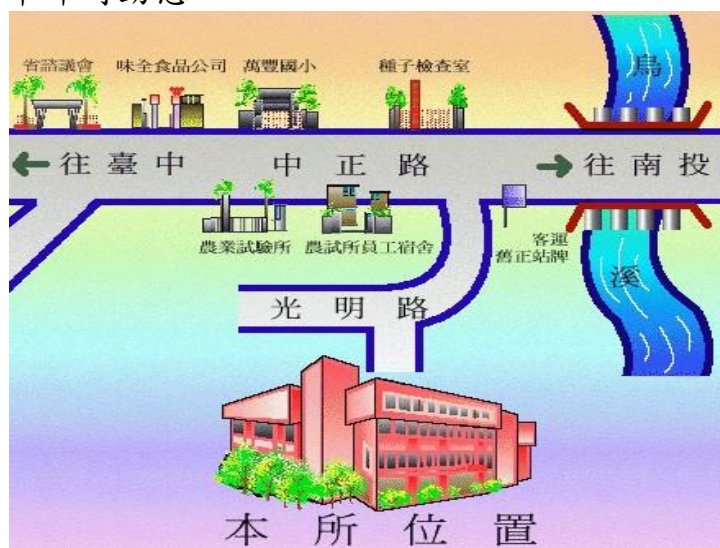 省諮議會 味全食品公司 萬豐國小 種子檢查室
烏
←往臺中 中正路 →往南投
農業試驗所 農試所員工宿舍
客運
舊正站牌
溪
光明路
本所位置